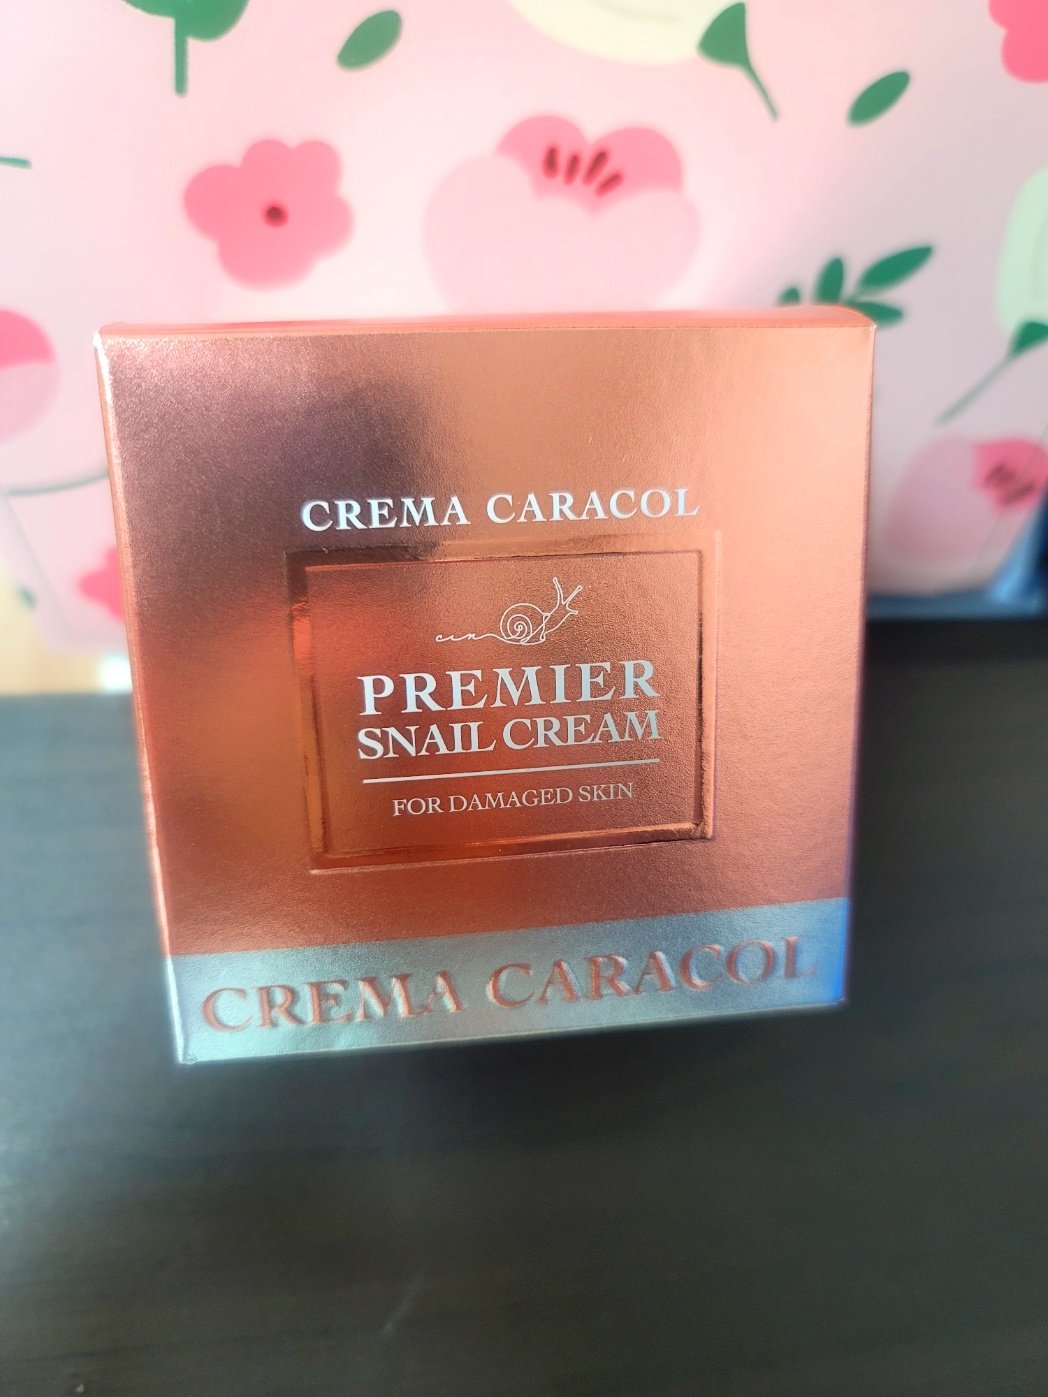 CREMA CARACOL
PREMIER
SNAIL CREAM
FOR DAMAGED SKIN
CREMA CARACOL